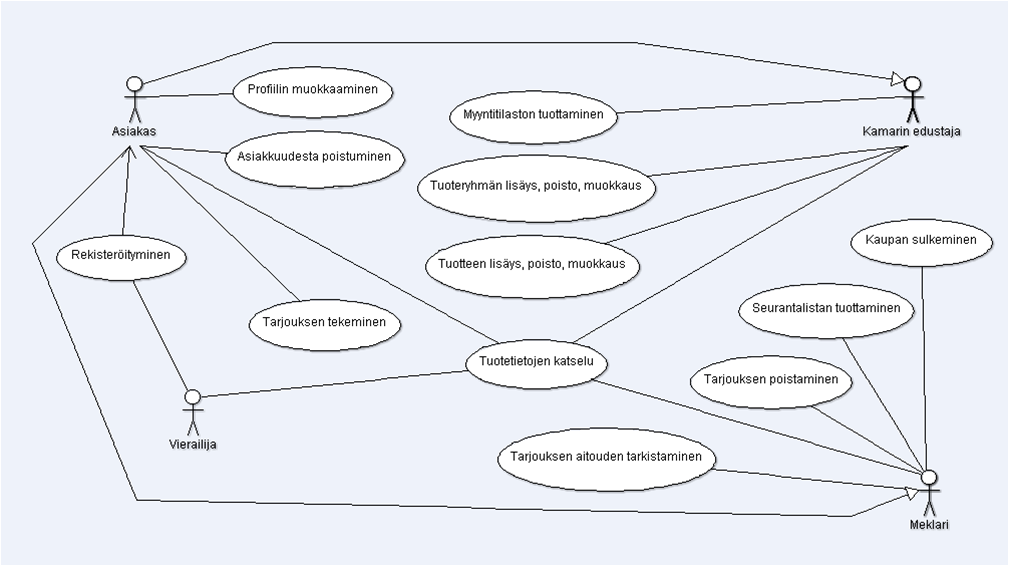 Profiilin muokkaaminen
Myyntitilaston tuottaminen
Asiakas
Kamarin edustaja
Asiakkuudesta poistuminen
Tuoteryhmän lisäys, poisto, muokkaus
Kaupan sulkeminen
Rekisteröityminen
Tuotteen lisäys, poisto, muokkaus
Seurantalistan tuottaminen
Tarjouksen tekeminen
Tuotetietojen katselu
Tarjouksen poistaminen
Vierailija
Tarjouksen aitouden tarkistaminen
Meklari